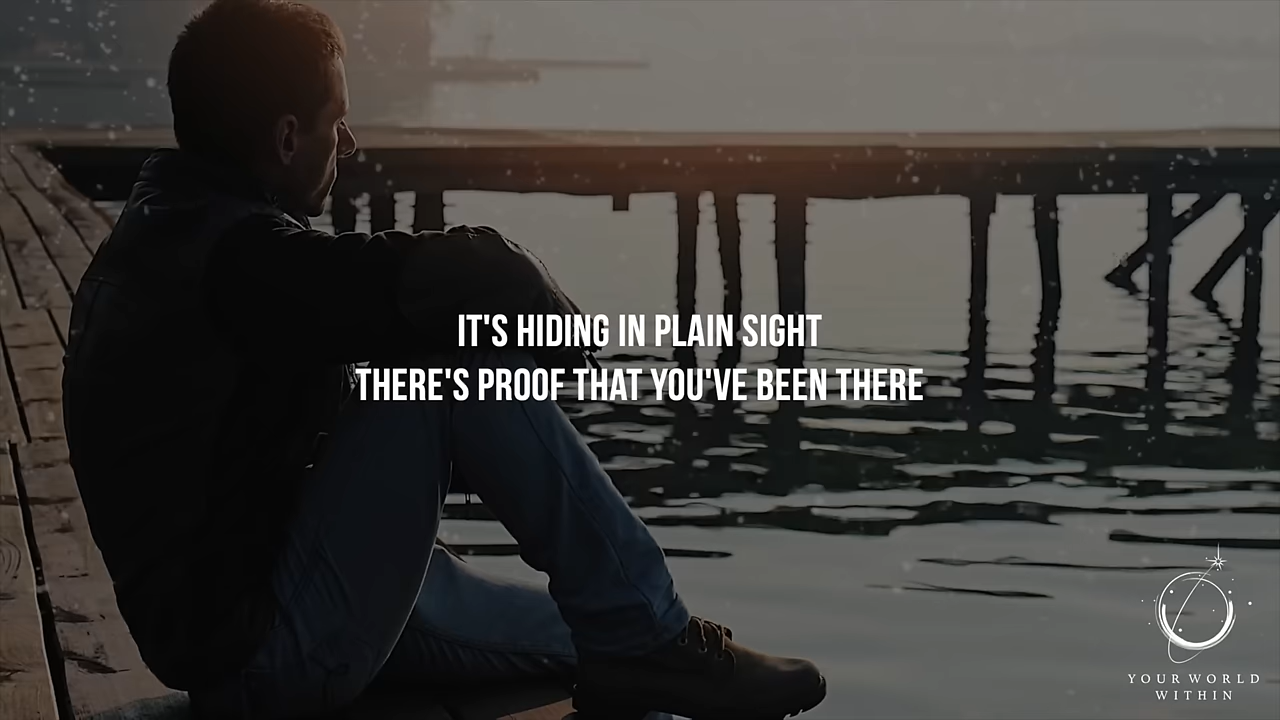 IT'S HIDING IN PLAIN SIGHT
THERE'S PROOF THAT YOU'VE BEEN THERE
YOUR WORLD
WITHIN